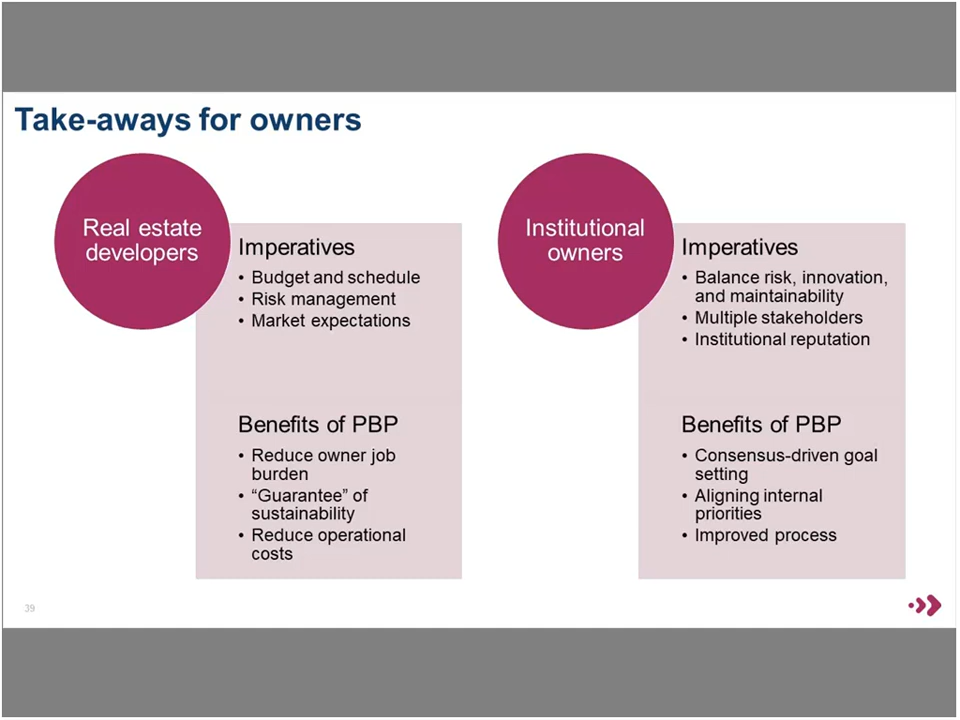 Take-aways for owners
Real estate
developers
Imperatives
• Budget and schedule
• Risk management
• Market expectations
Benefits of PBP
• Reduce owner job
burden
• “Guarantee” of
sustainability
• Reduce operational
costs
Institutional
owners
Imperatives
• Balance risk, innovation,
and maintainability
• Multiple stakeholders
• Institutional reputation
Benefits of PBP
• Consensus-driven goal
setting
• Aligning internal
priorities
• Improved process
39